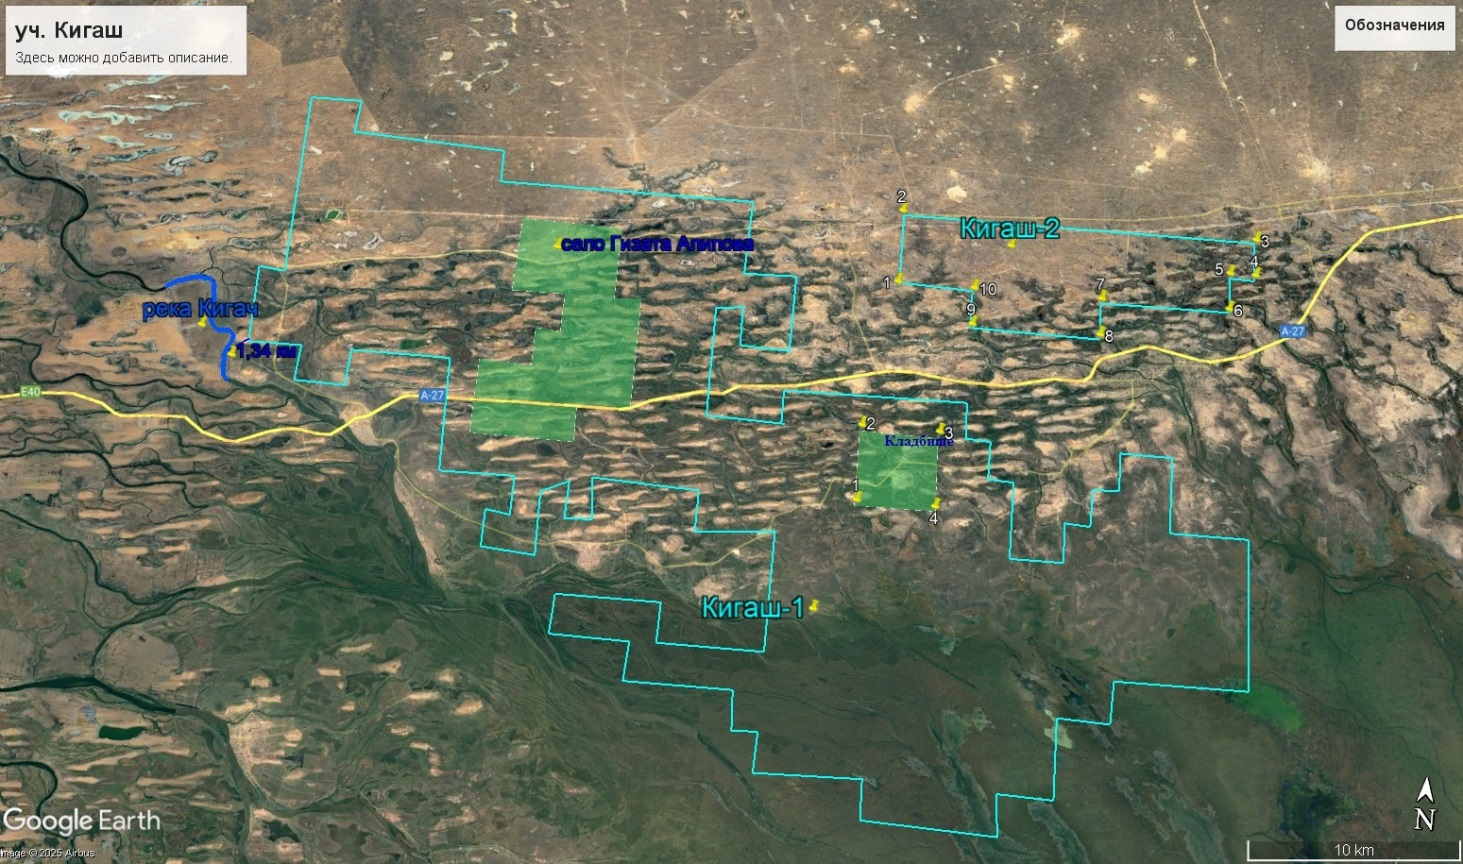 уч. Кигаш
Здесь можно добавить описание.
Обозначения
2
Кигаш-2
3
село Гизата Алипова
5
4
1
10
7
река Кигач
9
6
8
A-27
1,34 км
E40
A-27
2
3
Кладбище
1
4
Кигаш-1
N
Google Earth
10 km
mage © 2025 Airbus